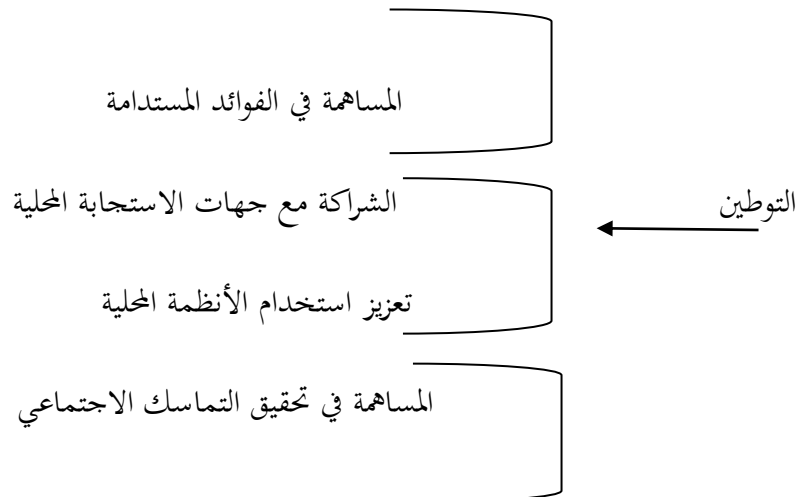 المساهمة في الفوائد المستدامة
التوطين
الشراكة مع جهات الاستجابة المحلية
تعزيز استخدام الأنظمة المحلية
المساهمة في تحقيق التماسك الاجتماعي